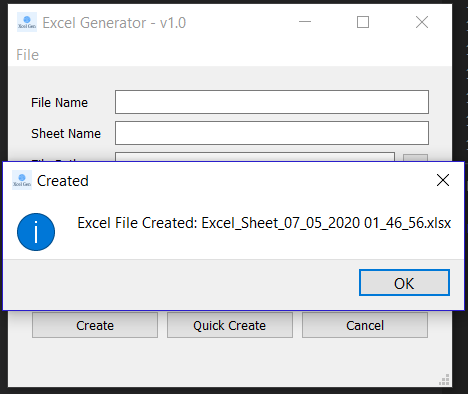 Excel Generator - v1.0
File
File Name
Sheet Name
Created
Excel File Created: Excel_Sheet_07_05_2020 01_46_56.xlsx
OK
Create
Quick Create
Cancel